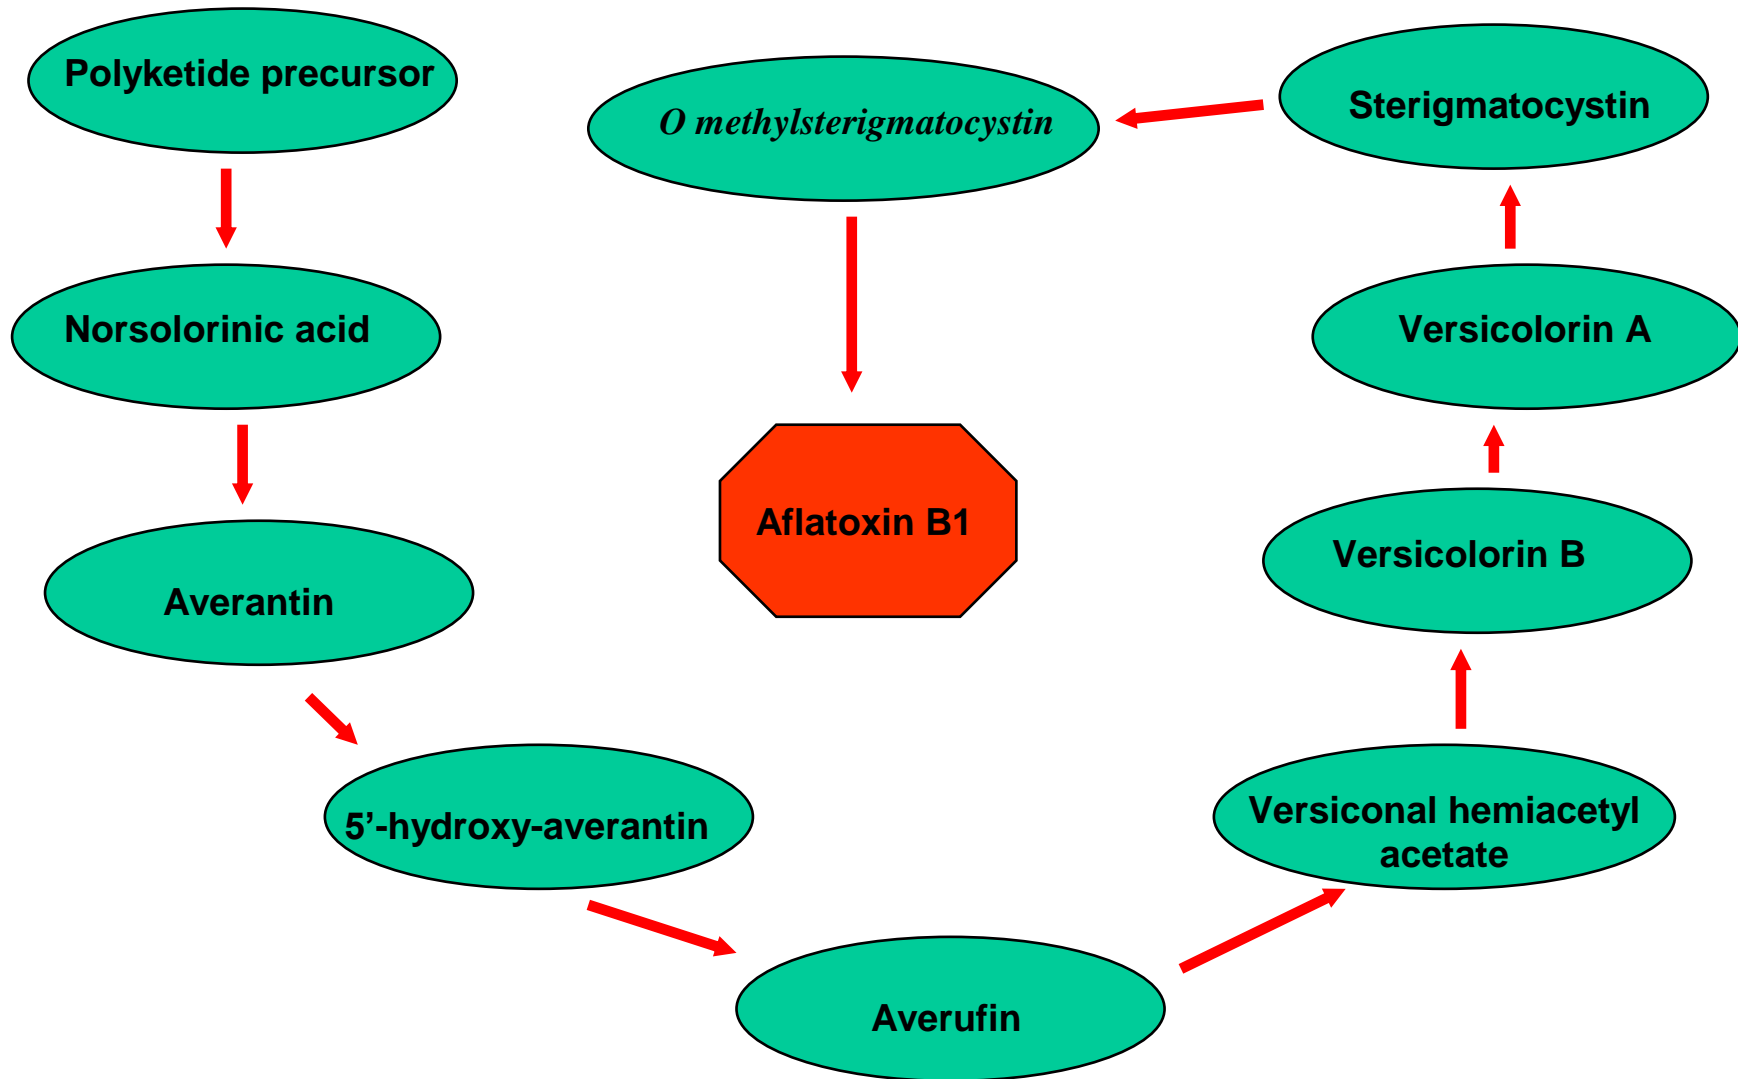 Polyketide precursor
Norsolorinic acid
Averantin
5’-hydroxy-averantin
Averufin
Versiconal hemiacetyl
acetate
Versicolorin B
Versicolorin A
Sterigmatocystin
O methylsterigmatocystin
Aflatoxin B1